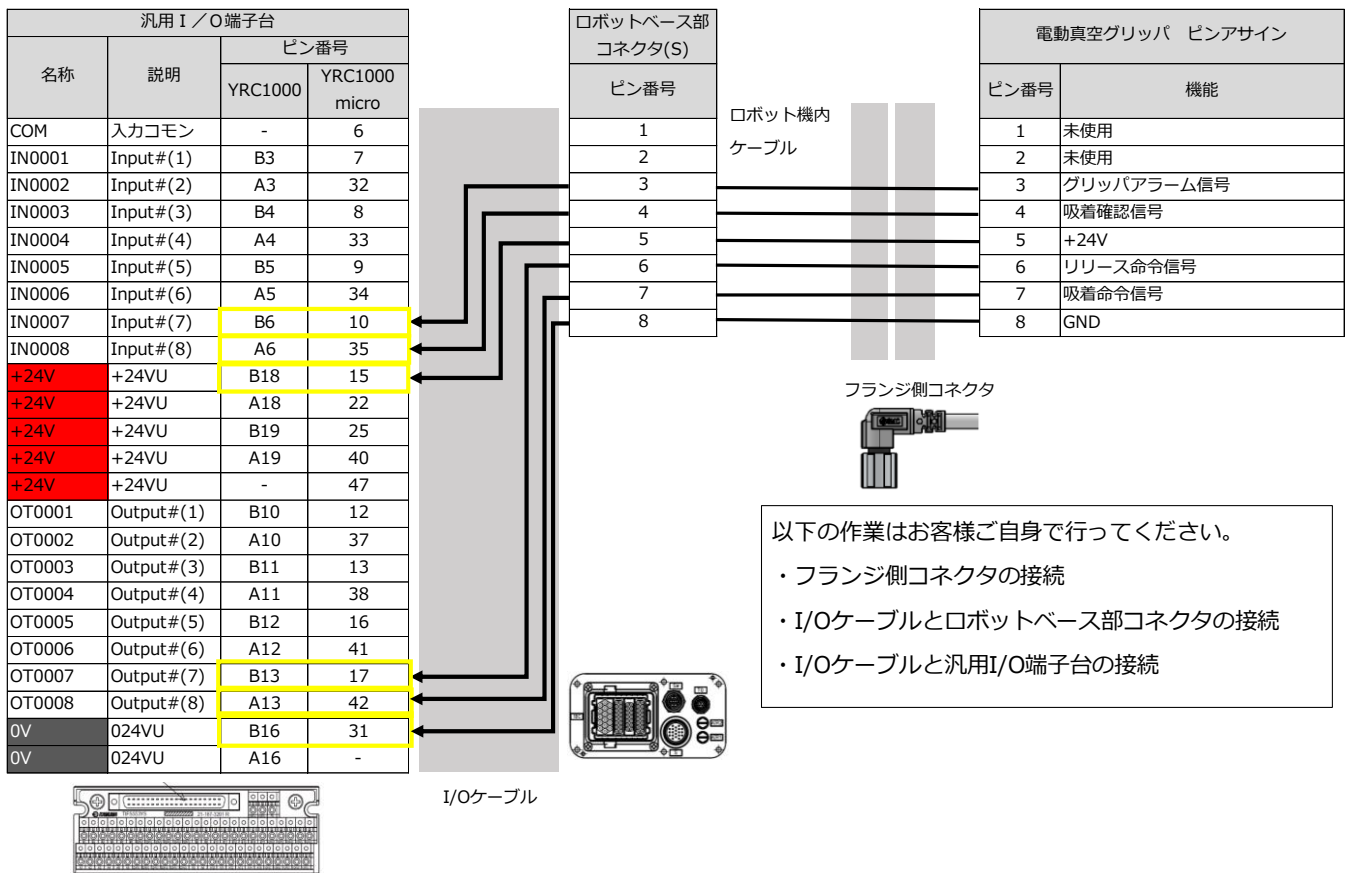 汎用Ｉ／Ｏ端子台
名称 説明 ピン番号
YRC1000 YRC1000 micro
COM 入力コモン - 6
IN0001 Input#(1) B3 7
IN0002 Input#(2) A3 32
IN0003 Input#(3) B4 8
IN0004 Input#(4) A4 33
IN0005 Input#(5) B5 9
IN0006 Input#(6) A5 34
IN0007 Input#(7) B6 10
IN0008 Input#(8) A6 35
+24V +24VU B18 15
+24V +24VU A18 22
+24V +24VU B19 25
+24V +24VU A19 40
+24V +24VU - 47
OT0001 Output#(1) B10 12
OT0002 Output#(2) A10 37
OT0003 Output#(3) B11 13
OT0004 Output#(4) A11 38
OT0005 Output#(5) B12 16
OT0006 Output#(6) A12 41
OT0007 Output#(7) B13 17
OT0008 Output#(8) A13 42
0V 024VU B16 31
0V 024VU A16 -
I/Oケーブル
ロボットベース部
コネクタ(S)
ピン番号
1
2
3
4
5
6
7
8
ロボット機内
ケーブル
電動真空グリッパ　ピンアサイン
ピン番号 機能
1 未使用
2 未使用
3 グリッパアラーム信号
4 吸着確認信号
5 +24V
6 リリース命令信号
7 吸着命令信号
8 GND
フランジ側コネクタ
以下の作業はお客様ご自身で行ってください。
・フランジ側コネクタの接続
・I/Oケーブルとロボットベース部コネクタの接続
・I/Oケーブルと汎用I/O端子台の接続